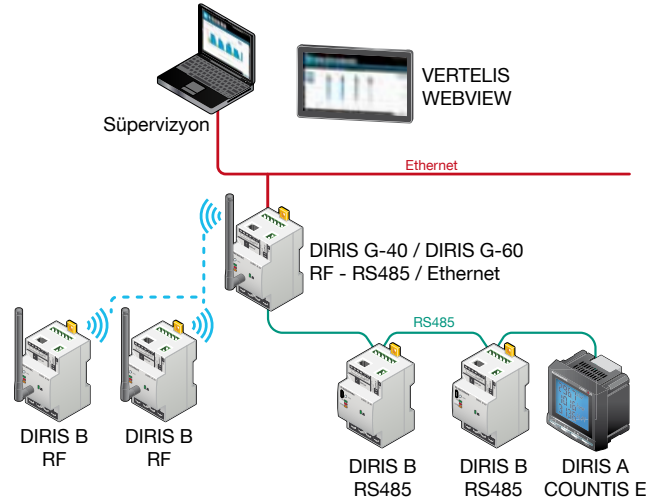 VERTELIS
WEBVIEW
Süpervizyon
Ethernet
DIRIS G-40 / DIRIS G-60
RF - RS485 / Ethernet
RS485
DIRIS B
RF
DIRIS B
RF
DIRIS B
RS485
DIRIS B
RS485
DIRIS A
COUNTIS E